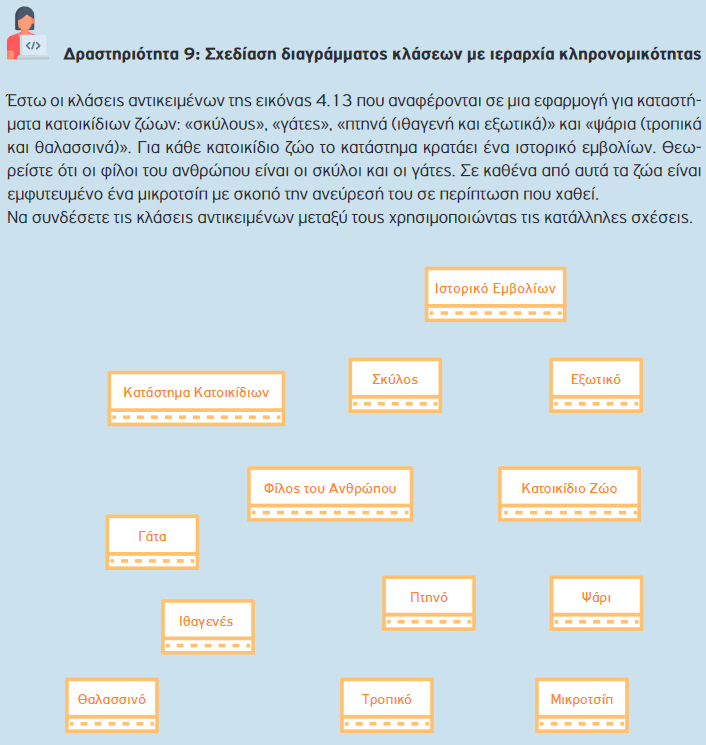 </>
Δραστηριότητα 9: Σχεδίαση διαγράμματος κλάσεων με ιεραρχία κληρονομικότητας
Έστω οι κλάσεις αντικειμένων της εικόνας 4.13 που αναφέρονται σε μια εφαρμογή για καταστή-
ματα κατοικίδιων ζώων: «σκύλους», «γάτες», «πτηνά (ιθαγενή και εξωτικά)» και «ψάρια (τροπικά
και θαλασσινά)». Για κάθε κατοικίδιο ζώο το κατάστημα κρατάει ένα ιστορικό εμβολίων. Θεω-
ρείστε ότι οι φίλοι του ανθρώπου είναι οι σκύλοι και οι γάτες. Σε καθένα από αυτά τα ζώα είναι
εμφυτευμένο ένα μικροτσίπ με σκοπό την ανεύρεσή του σε περίπτωση που χαθεί.
Να συνδέσετε τις κλάσεις αντικειμένων μεταξύ τους χρησιμοποιώντας τις κατάλληλες σχέσεις.
Ιστορικό Εμβολίων
Κατάστημα Κατοικίδιων
Σκύλος
Εξωτικό
Φίλος του Ανθρώπου
Κατοικίδιο Ζώο
Γάτα
Πτηνό
Ψάρι
Ιθαγενές
Θαλασσινό
Τροπικό
Μικροτσίπ